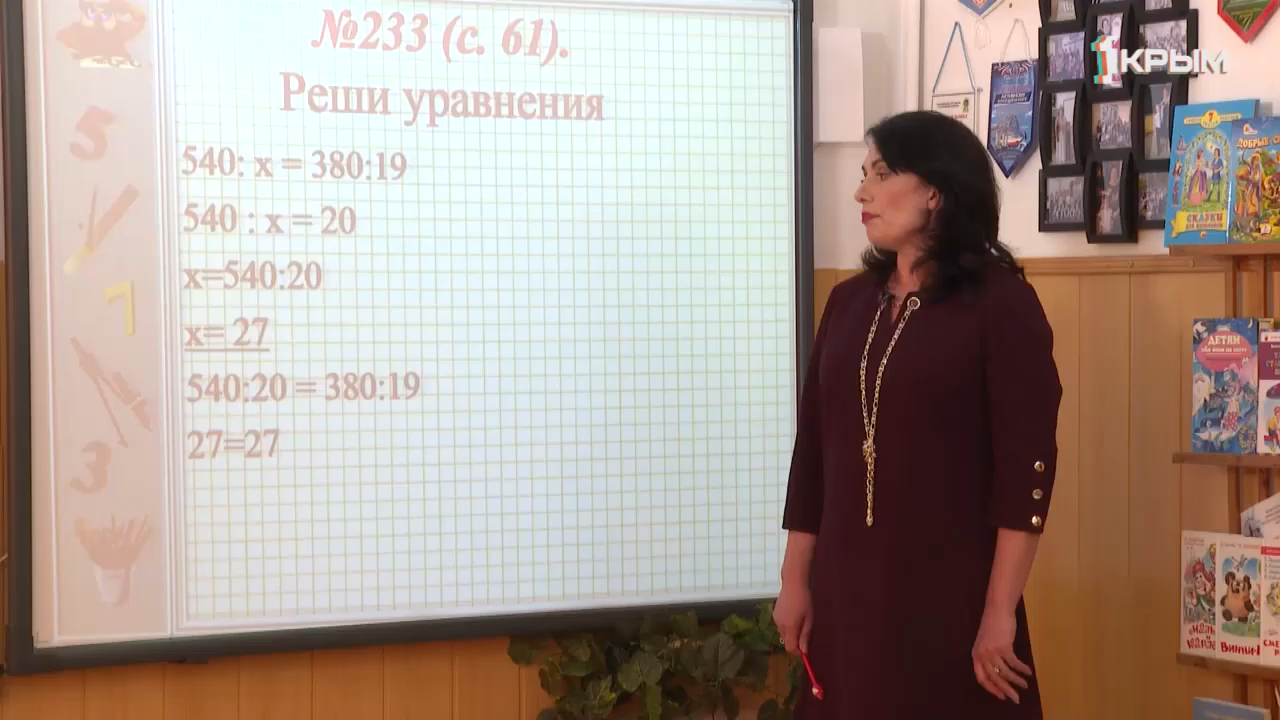 №233 (с. 61).
Реши уравнения
540: х = 380:19
540 : х = 20
х=540:20
х= 27
540:20 = 380:19
27=27
1КРЫМ
СКАЗКИ
ДОБРЫЕ
ДЕТЯМ